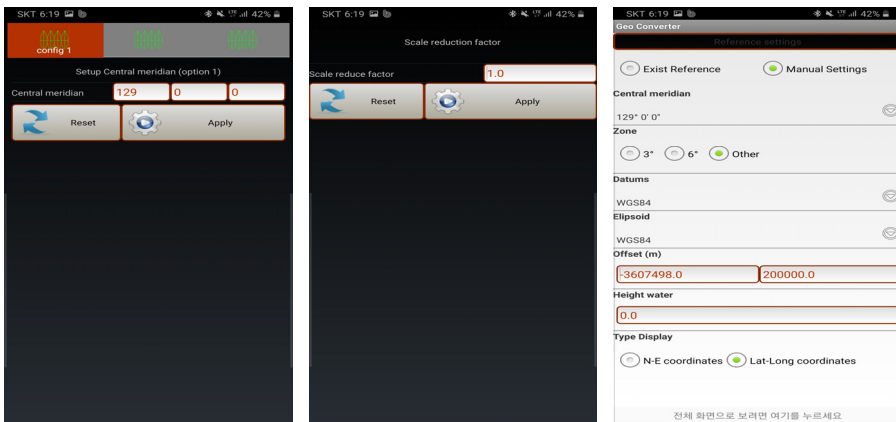 SKT 6:19 42%
config 1
Setup Central meridian (option 1)
Central meridian 129 0 0
Reset Apply
SKT 6:19 42%
Scale reduction factor
Scale reduce factor 1.0
Reset Apply
SKT 6:19 42%
Geo Converter
Reference settings
Exist Reference Manual Settings
Central meridian
129° 0' 0"
Zone
3° 6° Other
Datums
WGS84
Elipsoid
WGS84
Offset (m)
-3607498.0 200000.0
Height water
0.0
Type Display
N-E coordinates Lat-Long coordinates
전체 화면으로 보려면 여기를 누르세요